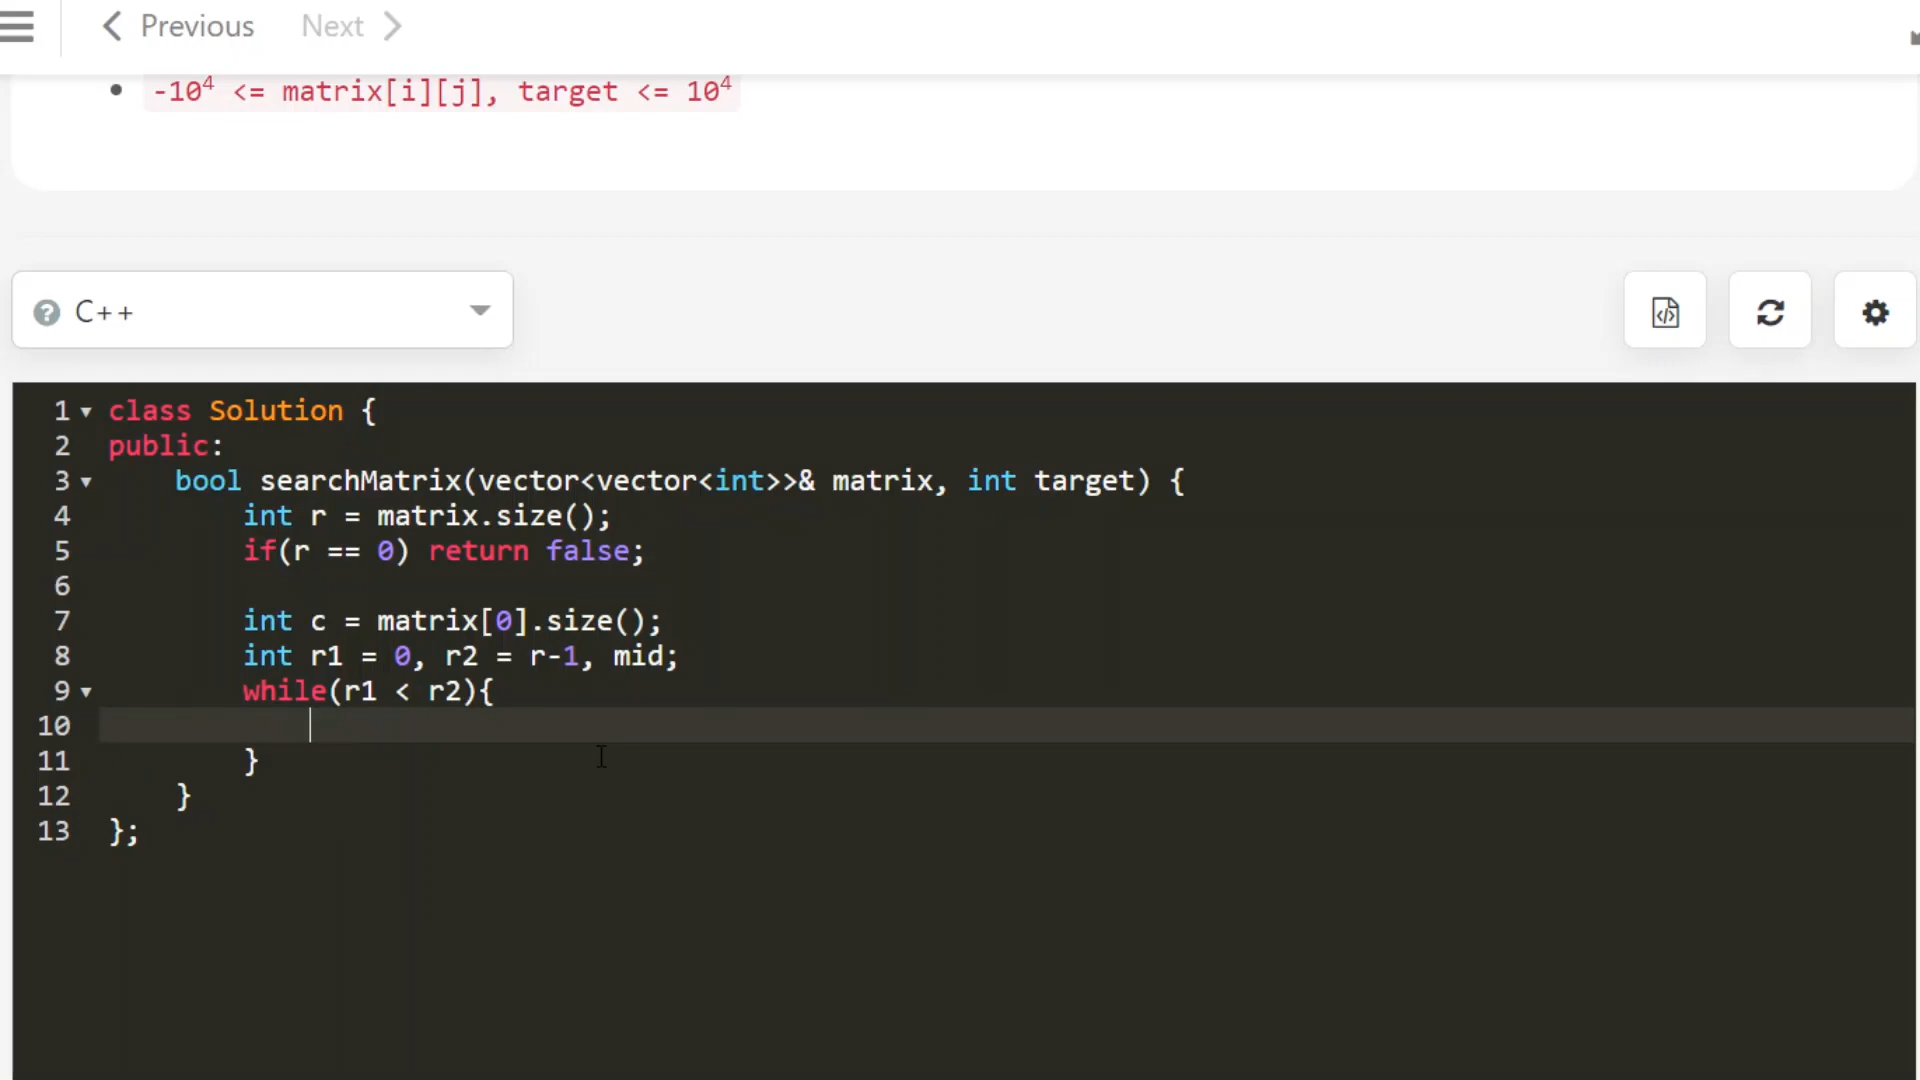 Previous Next
-10⁴ <= matrix[i][j], target <= 10⁴
C++
1 class Solution {
2 public:
3     bool searchMatrix(vector<vector<int>>& matrix, int target) {
4         int r = matrix.size();
5         if(r == 0) return false;
6
7         int c = matrix[0].size();
8         int r1 = 0, r2 = r-1, mid;
9         while(r1 < r2){
10
11         }
12     }
13 };